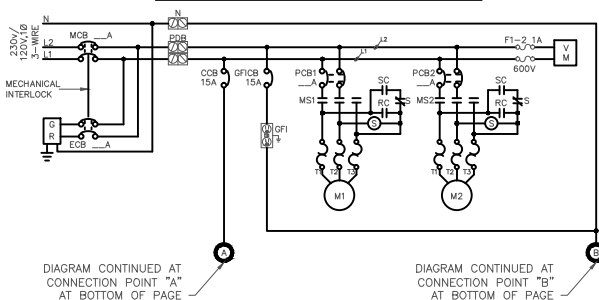 N
N
230v/
120V,1Ø
3-WIRE
L2
L1
MCB __A
PDB
L2
L1
F1-2 1A
600V
V
M
MECHANICAL
INTERLOCK
CCB
15A
GFICB
15A
PCB1
__A
SC
PCB2
__A
SC
MS1
RC
S
MS2
RC
S
S
S
G
R
ECB __A
GFI
T1
T2
T3
T1
T2
T3
M1
M2
A
B
DIAGRAM CONTINUED AT
CONNECTION POINT "A"
AT BOTTOM OF PAGE
DIAGRAM CONTINUED AT
CONNECTION POINT "B"
AT BOTTOM OF PAGE